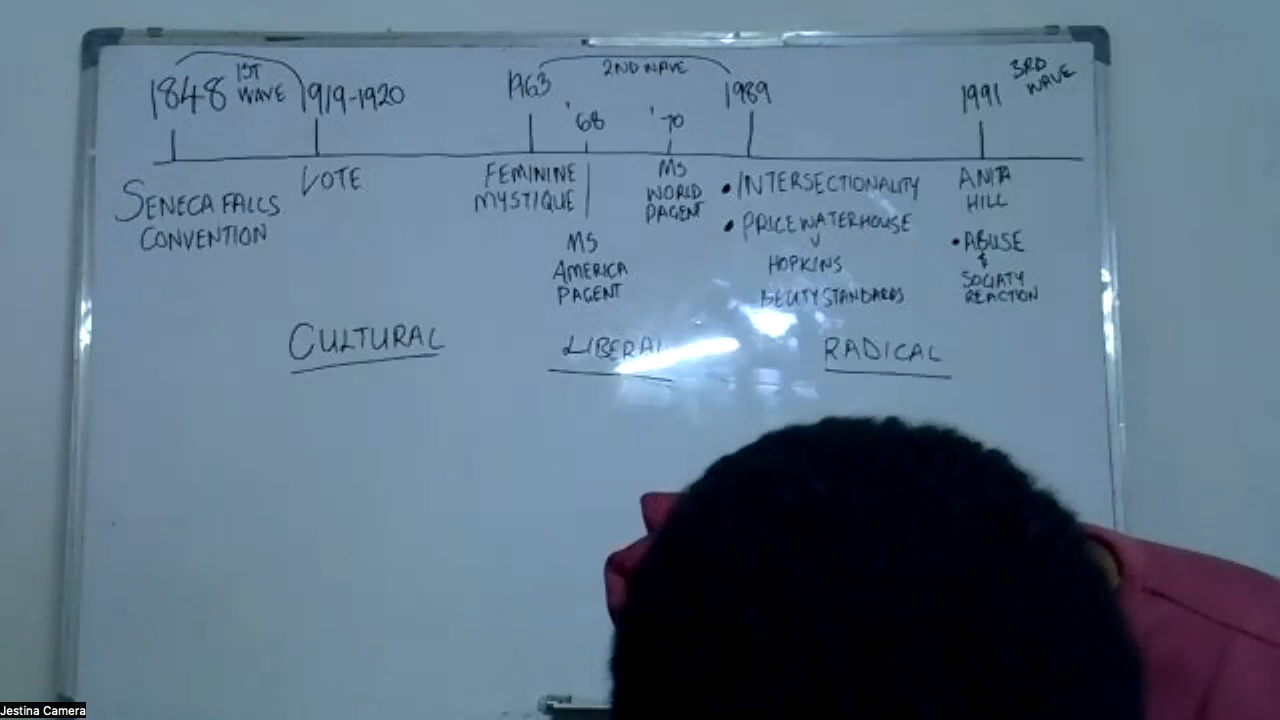 1848 1ST WAVE 1919-1920 1963 2ND WAVE 1989 1991 3RD WAVE
'68 '70
SENECA FALLS
CONVENTION
VOTE
FEMININE
MYSTIQUE
MS
AMERICA
PAGENT
MS
WORLD
PAGENT
• INTERSECTIONALITY
• PRICEWATERHOUSE
V
HOPKINS
BEUTY STANDARDS
ANITA
HILL
• ABUSE
&
SOCIATY
REACTION
CULTURAL LIBERAL RADICAL
Jestina Camera